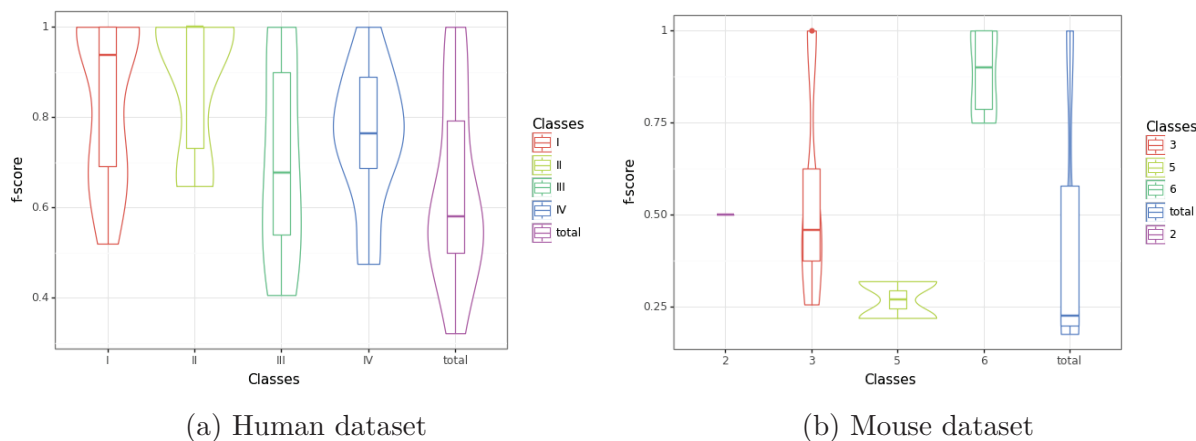 1
0.8
0.6
0.4
f-score
I II III IV total
Classes
Classes
I
II
III
IV
total
(a) Human dataset
1
0.75
0.50
0.25
f-score
2 3 5 6 total
Classes
Classes
3
5
6
total
2
(b) Mouse dataset